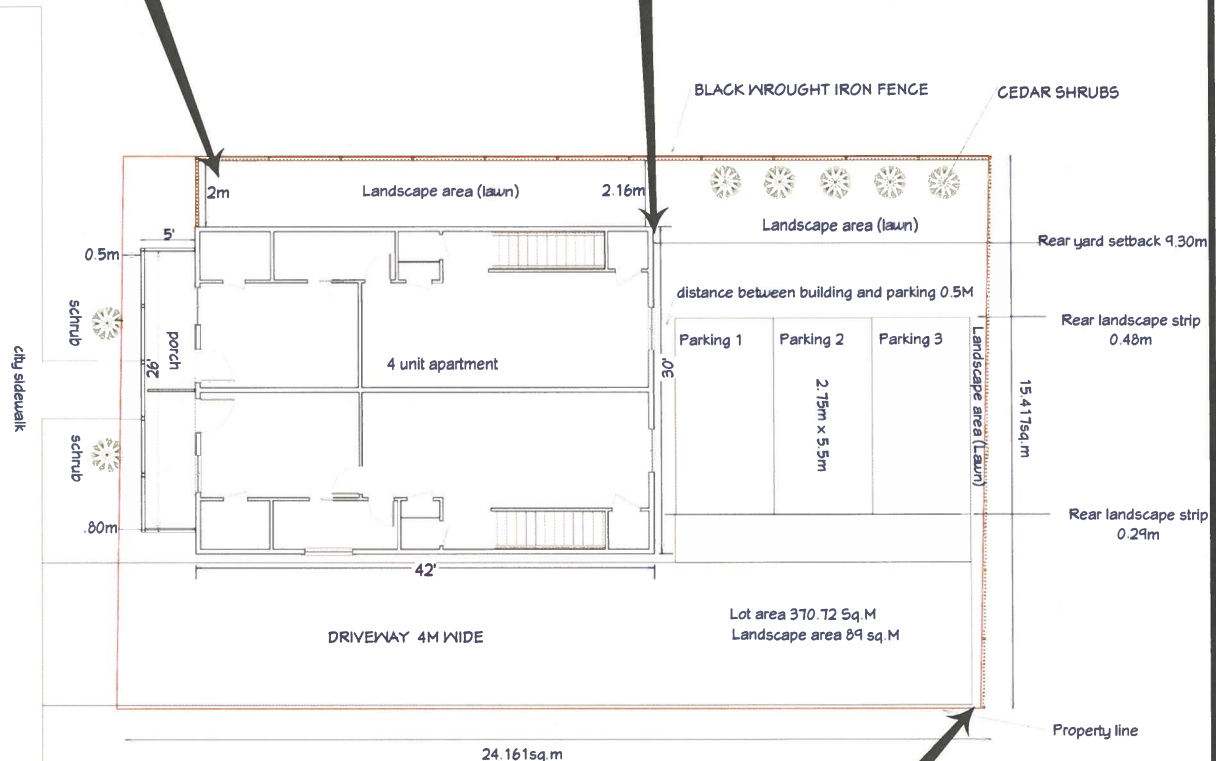 BLACK WROUGHT IRON FENCE
CEDAR SHRUBS
2m
Landscape area (lawn)
2.16m
Landscape area (lawn)
5'
0.5m
Rear yard setback 9.30m
distance between building and parking 0.5M
schrub
porch
26'
city sidewalk
4 unit apartment
30'
Parking 1
Parking 2
Parking 3
2.75m x 5.5m
Landscape area (Lawn)
Rear landscape strip
0.48m
15.417sq.m
schrub
.80m
Rear landscape strip
0.29m
42'
DRIVEWAY 4M WIDE
Lot area 370.72 Sq.M
Landscape area 89 sq.M
Property line
24.161sq.m